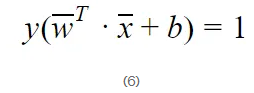 y(w̅ᵀ · x̅ + b) = 1
(6)